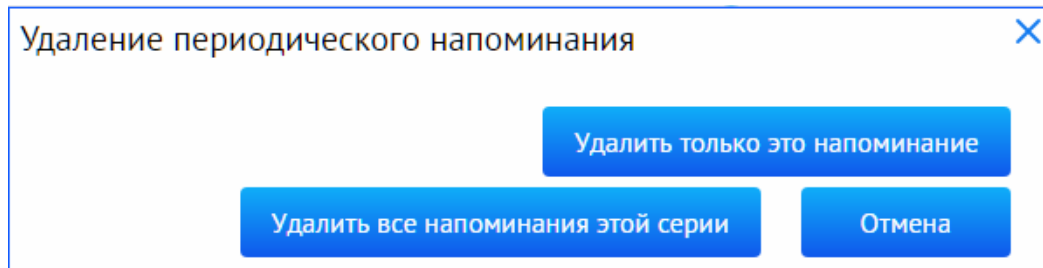 Удаление периодического напоминания
Удалить только это напоминание
Удалить все напоминания этой серии
Отмена